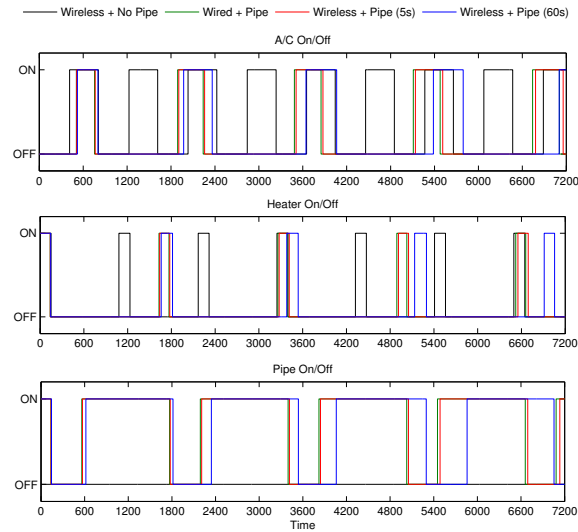 Wireless + No Pipe Wired + Pipe Wireless + Pipe (5s) Wireless + Pipe (60s)
A/C On/Off
ON
OFF
0 600 1200 1800 2400 3000 3600 4200 4800 5400 6000 6600 7200
Heater On/Off
ON
OFF
0 600 1200 1800 2400 3000 3600 4200 4800 5400 6000 6600 7200
Pipe On/Off
ON
OFF
0 600 1200 1800 2400 3000 3600 4200 4800 5400 6000 6600 7200
Time